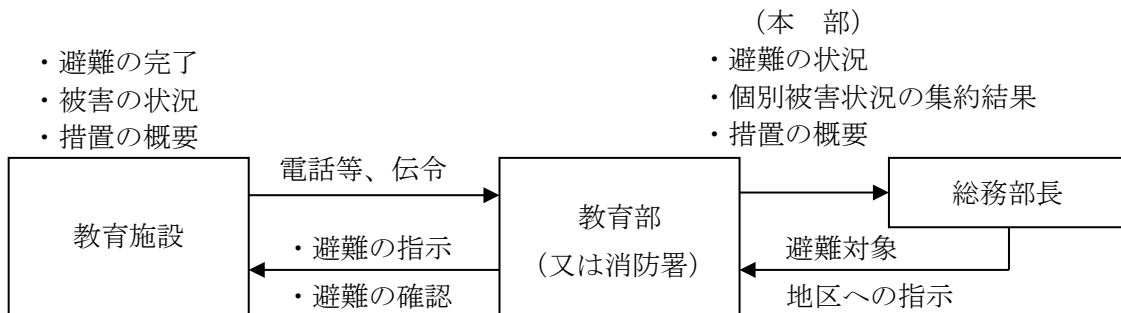 (本　部)
・避難の完了
・被害の状況
・措置の概要
・避難の状況
・個別被害状況の集約結果
・措置の概要
電話等、伝令
教育施設
・避難の指示
・避難の確認
教育部
（又は消防署）
総務部長
避難対象
地区への指示